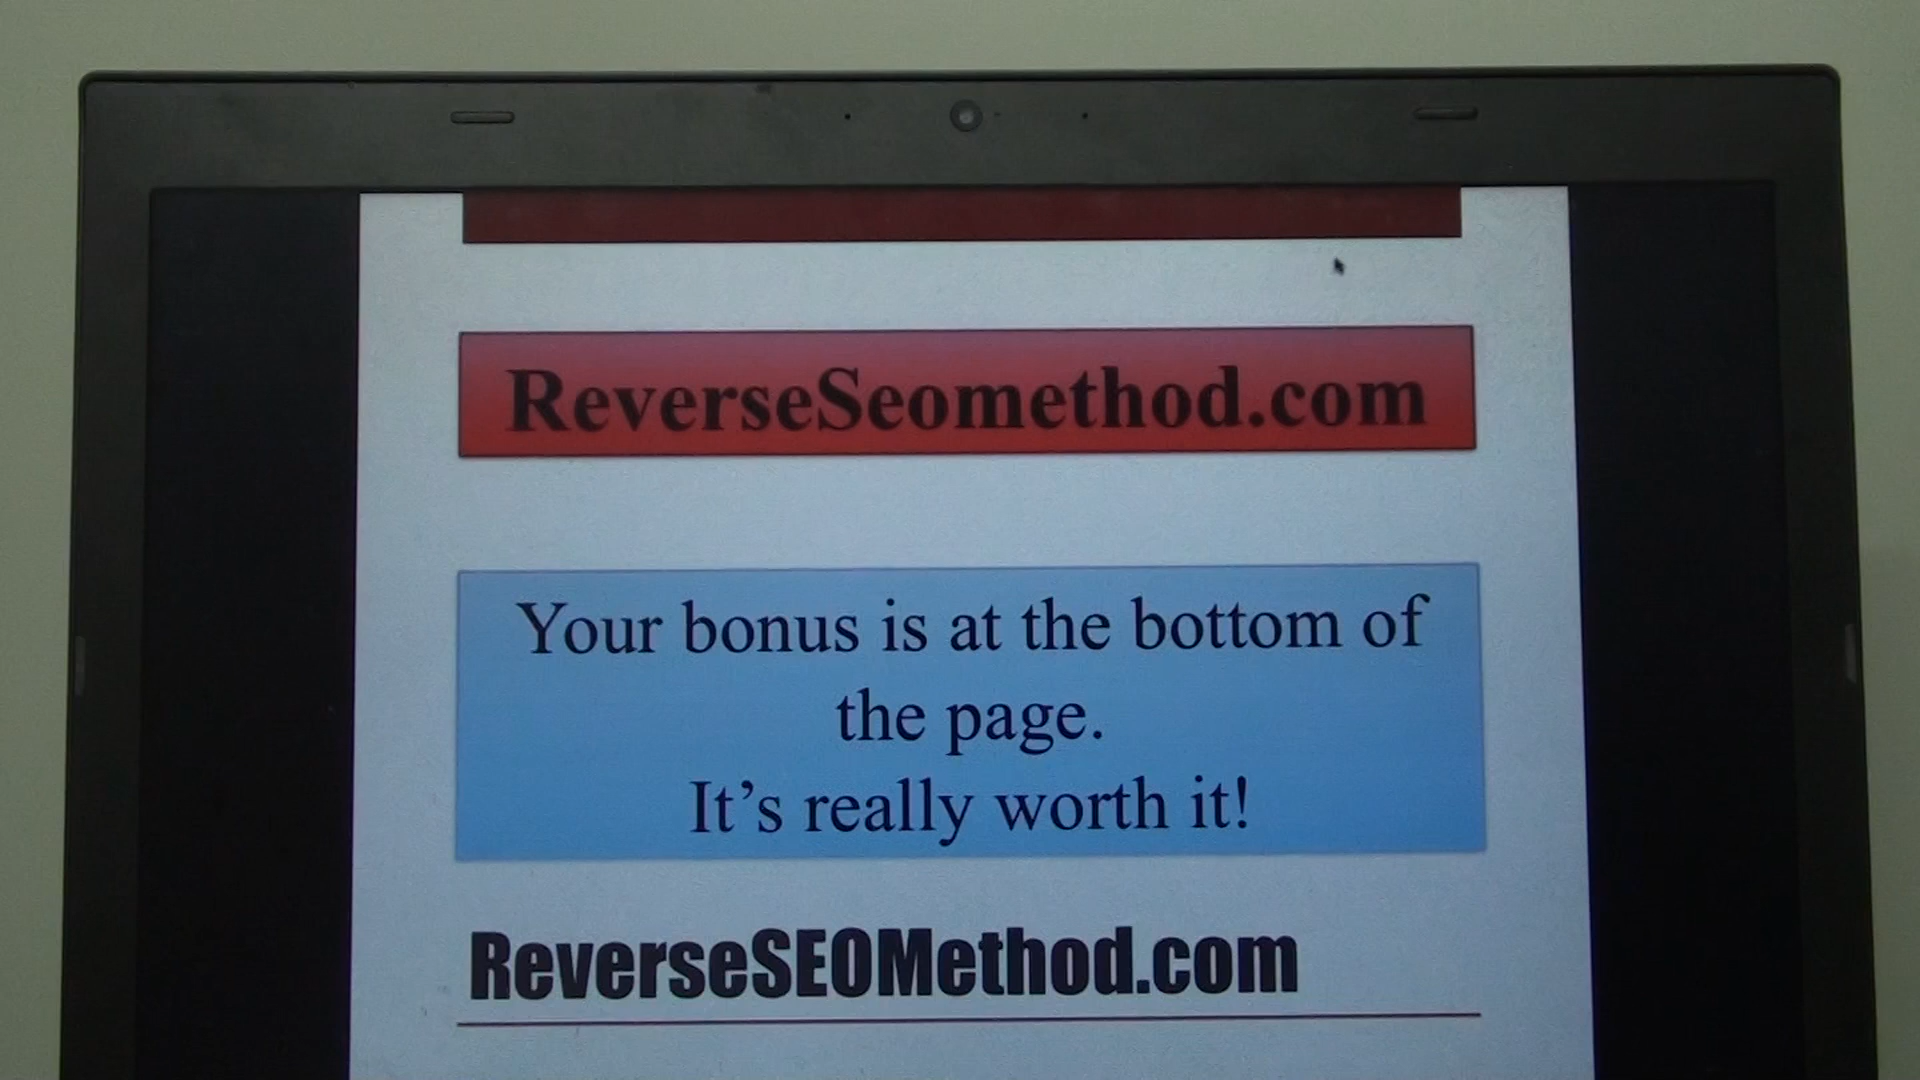 ReverseSeomethod.com
Your bonus is at the bottom of
the page.
It’s really worth it!
ReverseSEOMethod.com